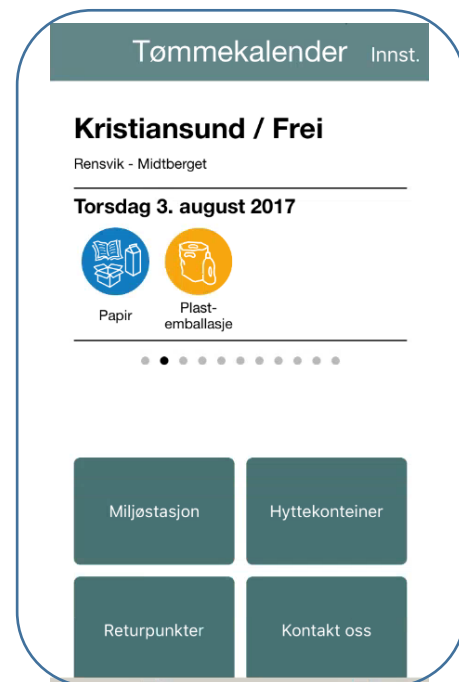 Tømmekalender Innst.
Kristiansund / Frei
Rensvik - Midtberget
Torsdag 3. august 2017
Papir
Plast-
emballasje
Miljøstasjon
Hyttekonteiner
Returpunkter
Kontakt oss